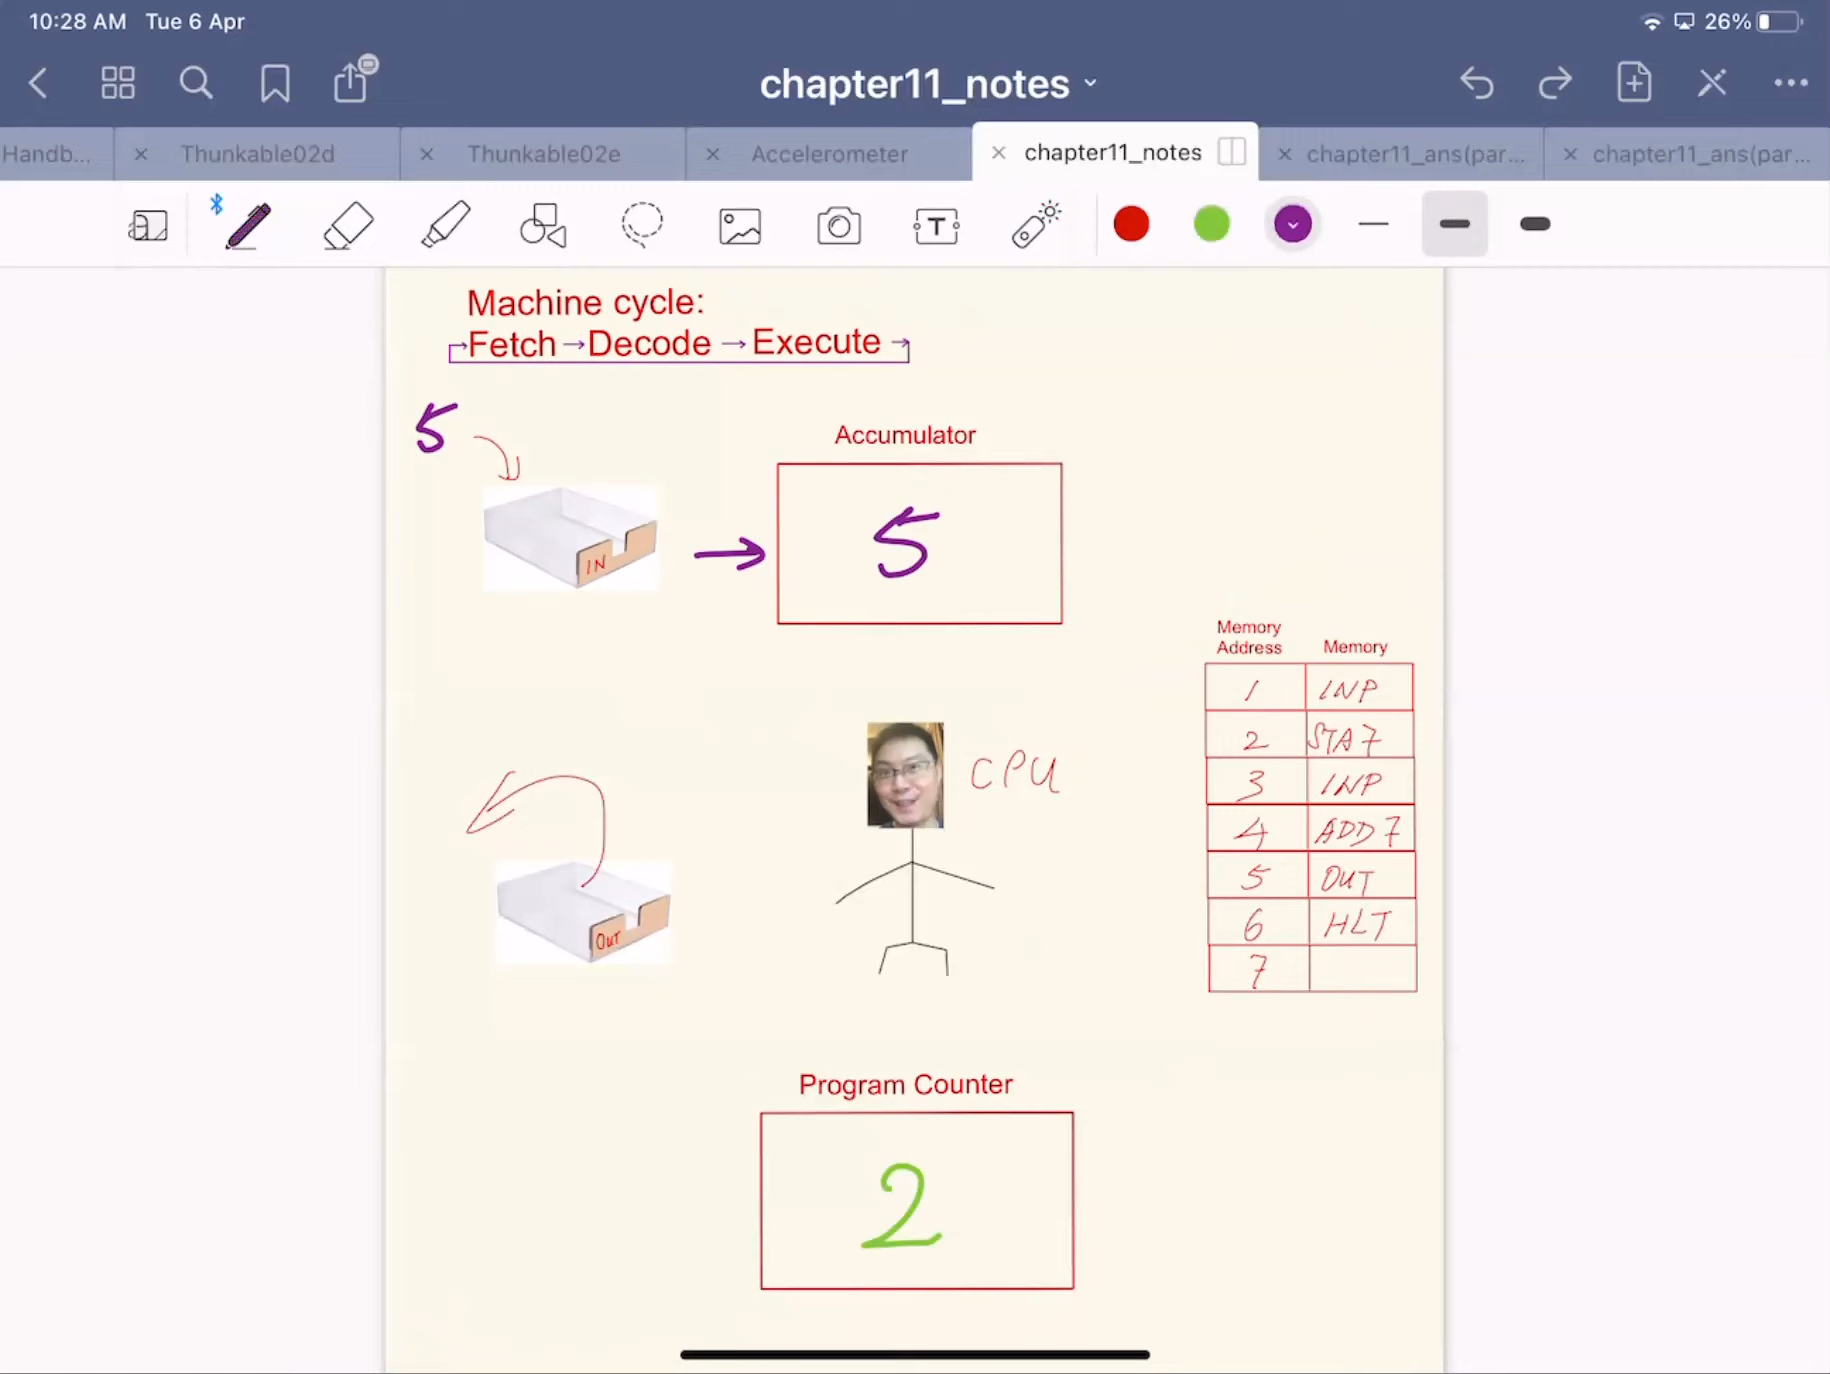 10:28 AM Tue 6 Apr 26%
chapter11_notes
Handb... Thunkable02d Thunkable02e Accelerometer chapter11_notes chapter11_ans(par... chapter11_ans(par...
T
Machine cycle:
Fetch → Decode → Execute
5
Accumulator
IN
5
Memory Address Memory
1 INP
2 STA 7
3 INP
4 ADD 7
5 OUT
6 HLT
7
CPU
OUT
Program Counter
2